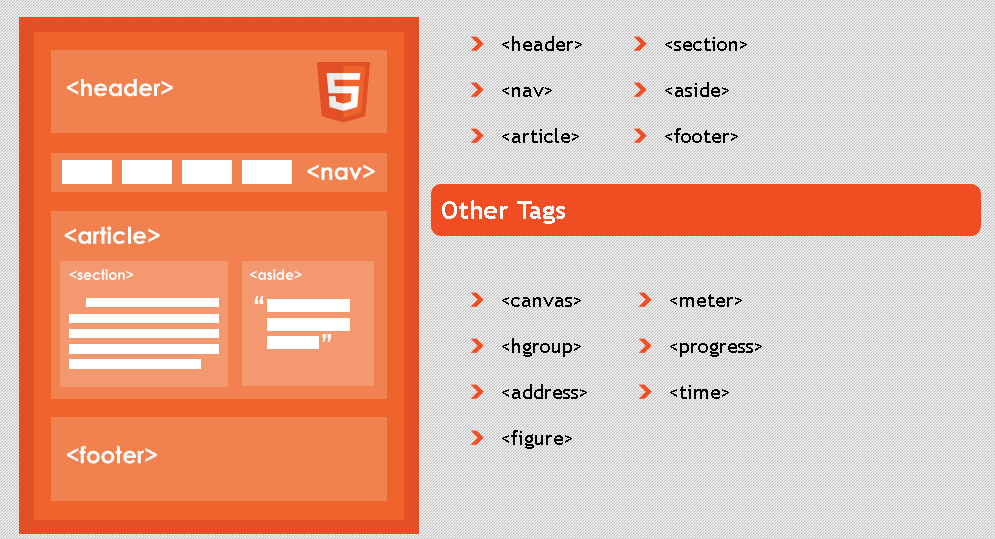 <header>
5
<nav>
<article>
<section> <aside>
“
”
<footer>
<header> <section>
<nav> <aside>
<article> <footer>
Other Tags
<canvas> <meter>
<hgroup> <progress>
<address> <time>
<figure>